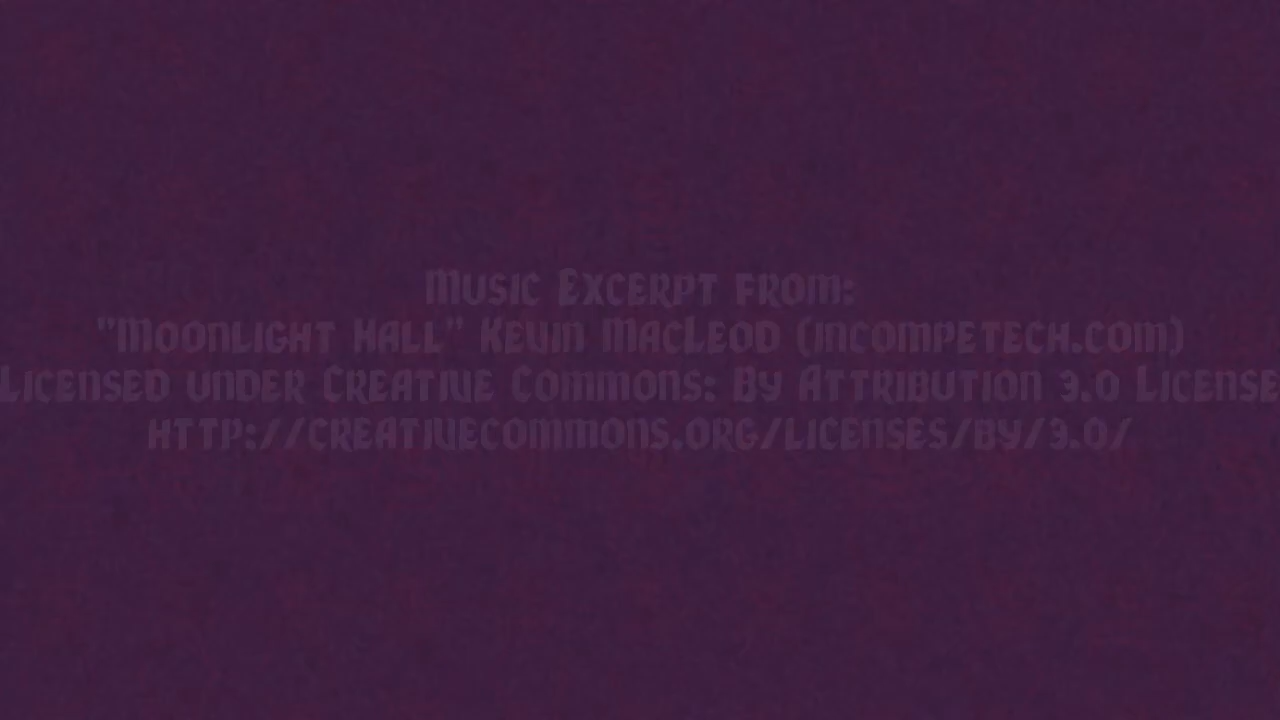 Music Excerpt from:
"Moonlight Hall" Kevin MacLeod (incompetech.com)
Licensed under Creative Commons: By Attribution 3.0 License
http://creativecommons.org/licenses/by/3.0/